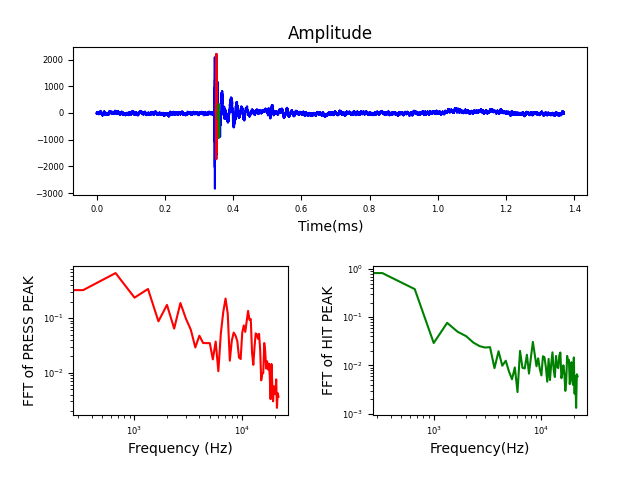 Amplitude
2000
1000
0
−1000
−2000
−3000
0.0 0.2 0.4 0.6 0.8 1.0 1.2 1.4
Time(ms)
FFT of PRESS PEAK
10⁻¹
10⁻²
10³ 10⁴
Frequency (Hz)
FFT of HIT PEAK
10⁰
10⁻¹
10⁻²
10⁻³
10³ 10⁴
Frequency(Hz)